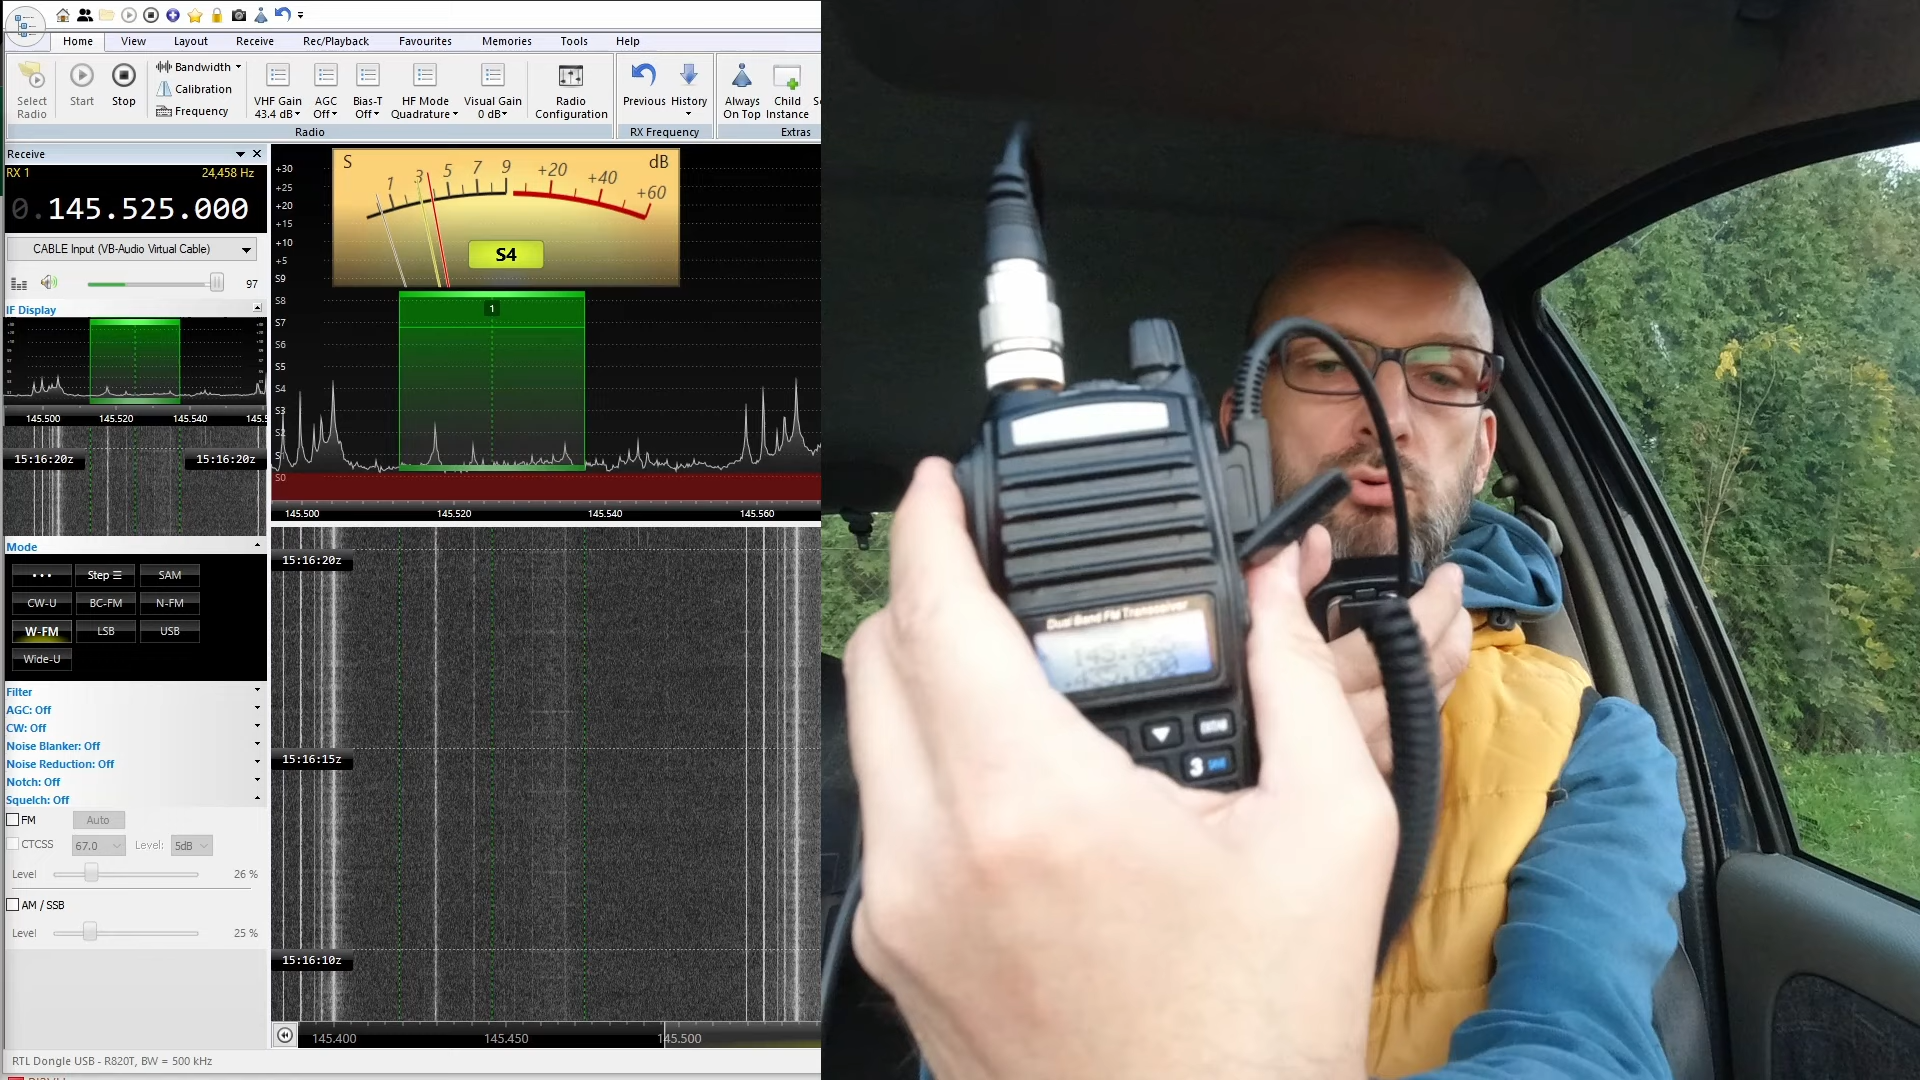 Home View Layout Receive Rec/Playback Favourites Memories Tools Help
Select Radio
Start
Stop
Bandwidth
Calibration
Frequency
VHF Gain 43.4 dB
AGC Off
Bias-T Off
HF Mode Quadrature
Visual Gain 0 dB
Radio Configuration
Previous
History
Always On Top
Child Instance
Radio
RX Frequency
Extras
Receive
RX 1 24,458 Hz
0.145.525.000
CABLE Input (VB-Audio Virtual Cable)
97
IF Display
145.500 145.520 145.540 145.5
15:16:20z 15:16:20z
Mode
••• Step SAM
CW-U BC-FM N-FM
W-FM LSB USB
Wide-U
Filter
AGC: Off
CW: Off
Noise Blanker: Off
Noise Reduction: Off
Notch: Off
Squelch: Off
FM Auto
CTCSS 67.0 Level: 5dB
Level 26 %
AM / SSB
Level 25 %
S dB
1 3 5 7 9 +20 +40 +60
S4
+30
+25
+20
+15
+10
+5
S9
S8
S7
S6
S5
S4
S3
S2
S0
1
145.500 145.520 145.540 145.560
15:16:20z
15:16:15z
15:16:10z
145.400 145.450 145.500
RTL Dongle USB - R820T, BW = 500 kHz
Dual Band FM Transceiver
3 SAVE